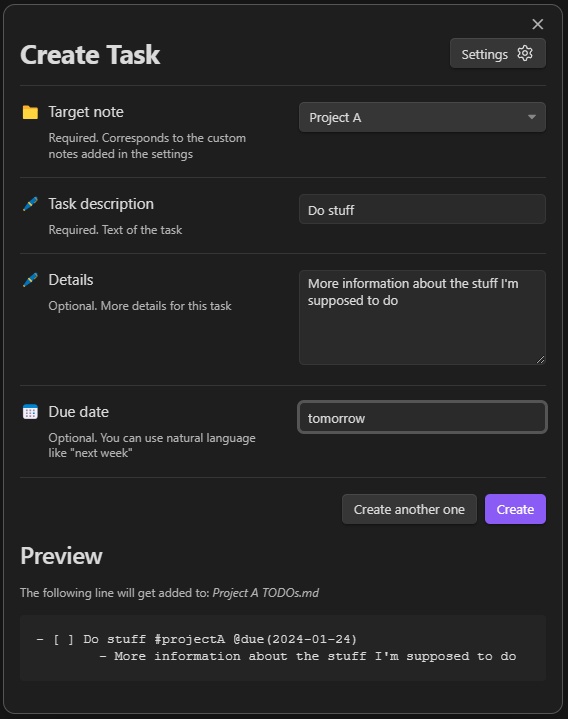 Create Task
Settings
Target note
Required. Corresponds to the custom
notes added in the settings
Project A
Task description
Required. Text of the task
Do stuff
Details
Optional. More details for this task
More information about the stuff I'm
supposed to do
Due date
Optional. You can use natural language
like "next week"
tomorrow
Create another one
Create
Preview
The following line will get added to: Project A TODOs.md
- [ ] Do stuff #projectA @due(2024-01-24)
- More information about the stuff I'm supposed to do